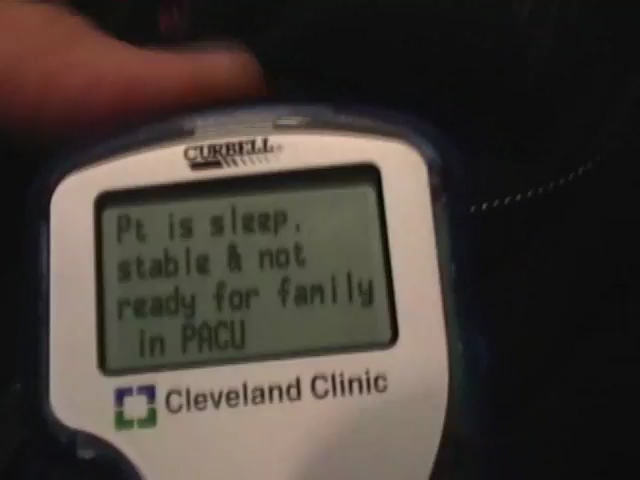 CURBELL
Pt is sleep.
stable & not
ready for family
in PACU
Cleveland Clinic